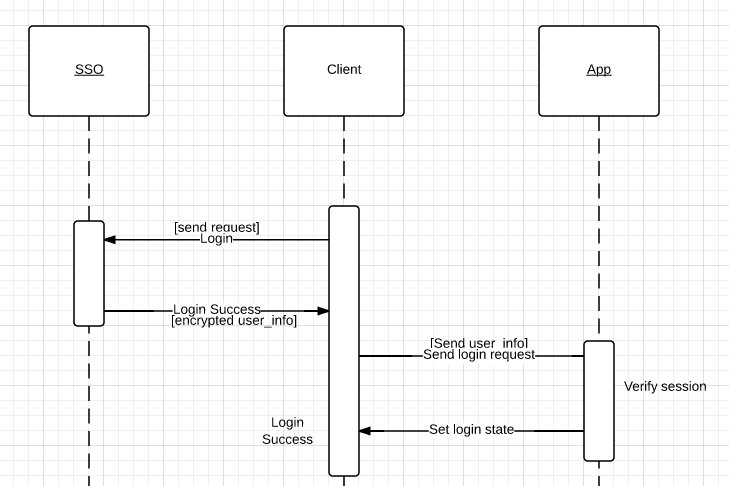 SSO
Client
App
[send request]
Login
Login Success
[encrypted user_info]
[Send user_info]
Send login request
Verify session
Set login state
Login
Success